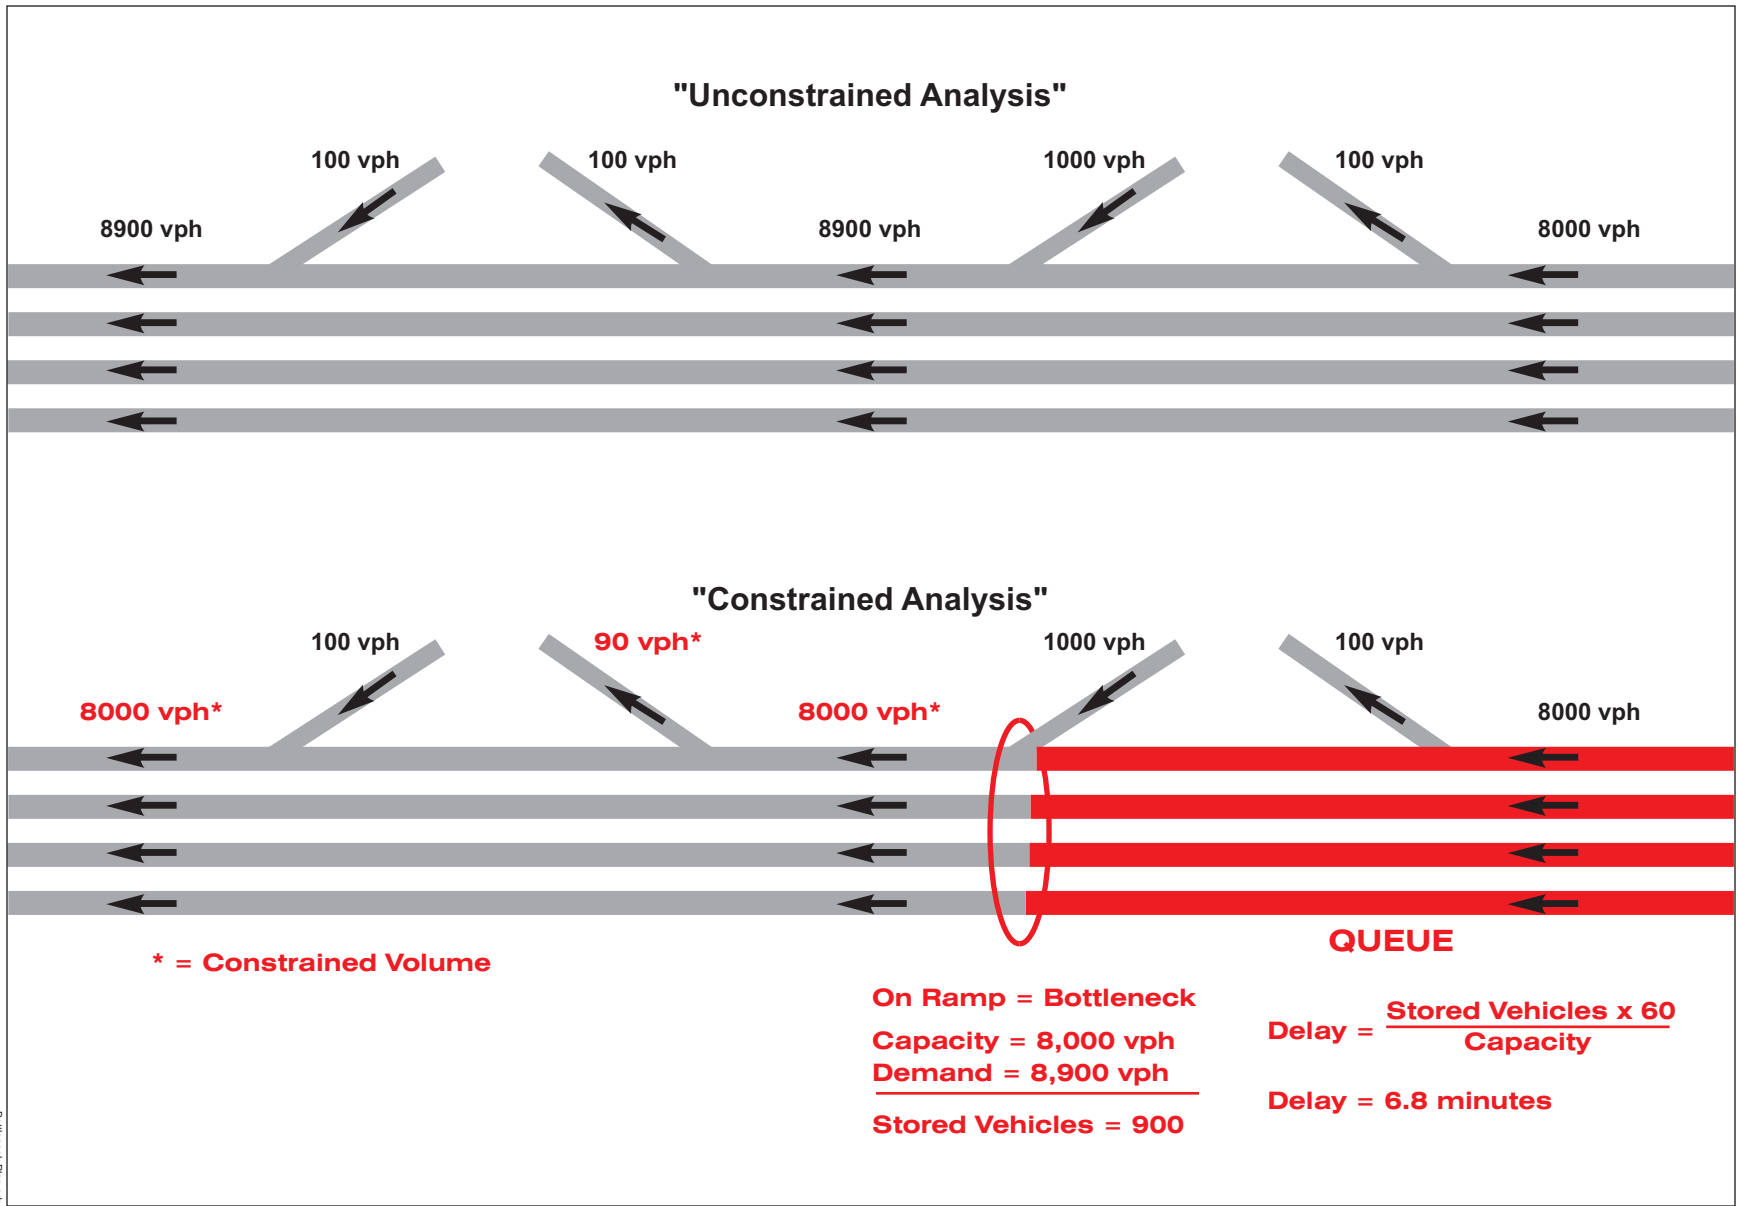 "Unconstrained Analysis"
100 vph
100 vph
1000 vph
100 vph
8900 vph
8900 vph
8000 vph
"Constrained Analysis"
100 vph
90 vph*
1000 vph
100 vph
8000 vph*
8000 vph*
8000 vph
QUEUE
* = Constrained Volume
On Ramp = Bottleneck
Capacity = 8,000 vph
Demand = 8,900 vph
Stored Vehicles = 900
Delay = Stored Vehicles x 60
Capacity
Delay = 6.8 minutes